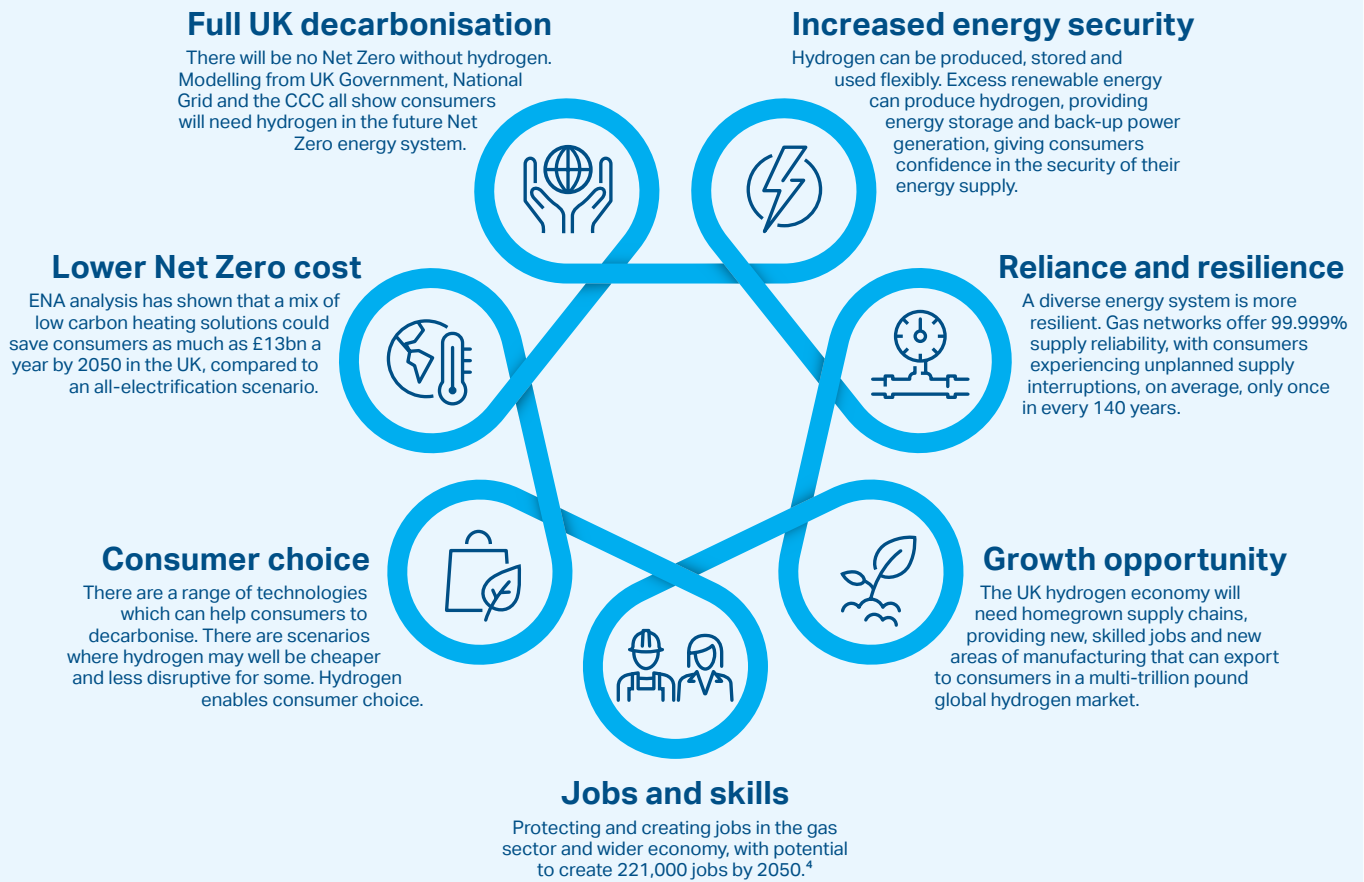 Full UK decarbonisation
There will be no Net Zero without hydrogen.
Modelling from UK Government, National
Grid and the CCC all show consumers
will need hydrogen in the future Net
Zero energy system.
Increased energy security
Hydrogen can be produced, stored and
used flexibly. Excess renewable energy
can produce hydrogen, providing
energy storage and back-up power
generation, giving consumers
confidence in the security of their
energy supply.
Lower Net Zero cost
ENA analysis has shown that a mix of
low carbon heating solutions could
save consumers as much as £13bn a
year by 2050 in the UK, compared to
an all-electrification scenario.
Reliance and resilience
A diverse energy system is more
resilient. Gas networks offer 99.999%
supply reliability, with consumers
experiencing unplanned supply
interruptions, on average, only once
in every 140 years.
Consumer choice
There are a range of technologies
which can help consumers to
decarbonise. There are scenarios
where hydrogen may well be cheaper
and less disruptive for some. Hydrogen
enables consumer choice.
Growth opportunity
The UK hydrogen economy will
need homegrown supply chains,
providing new, skilled jobs and new
areas of manufacturing that can export
to consumers in a multi-trillion pound
global hydrogen market.
Jobs and skills
Protecting and creating jobs in the gas
sector and wider economy, with potential
to create 221,000 jobs by 2050.⁴